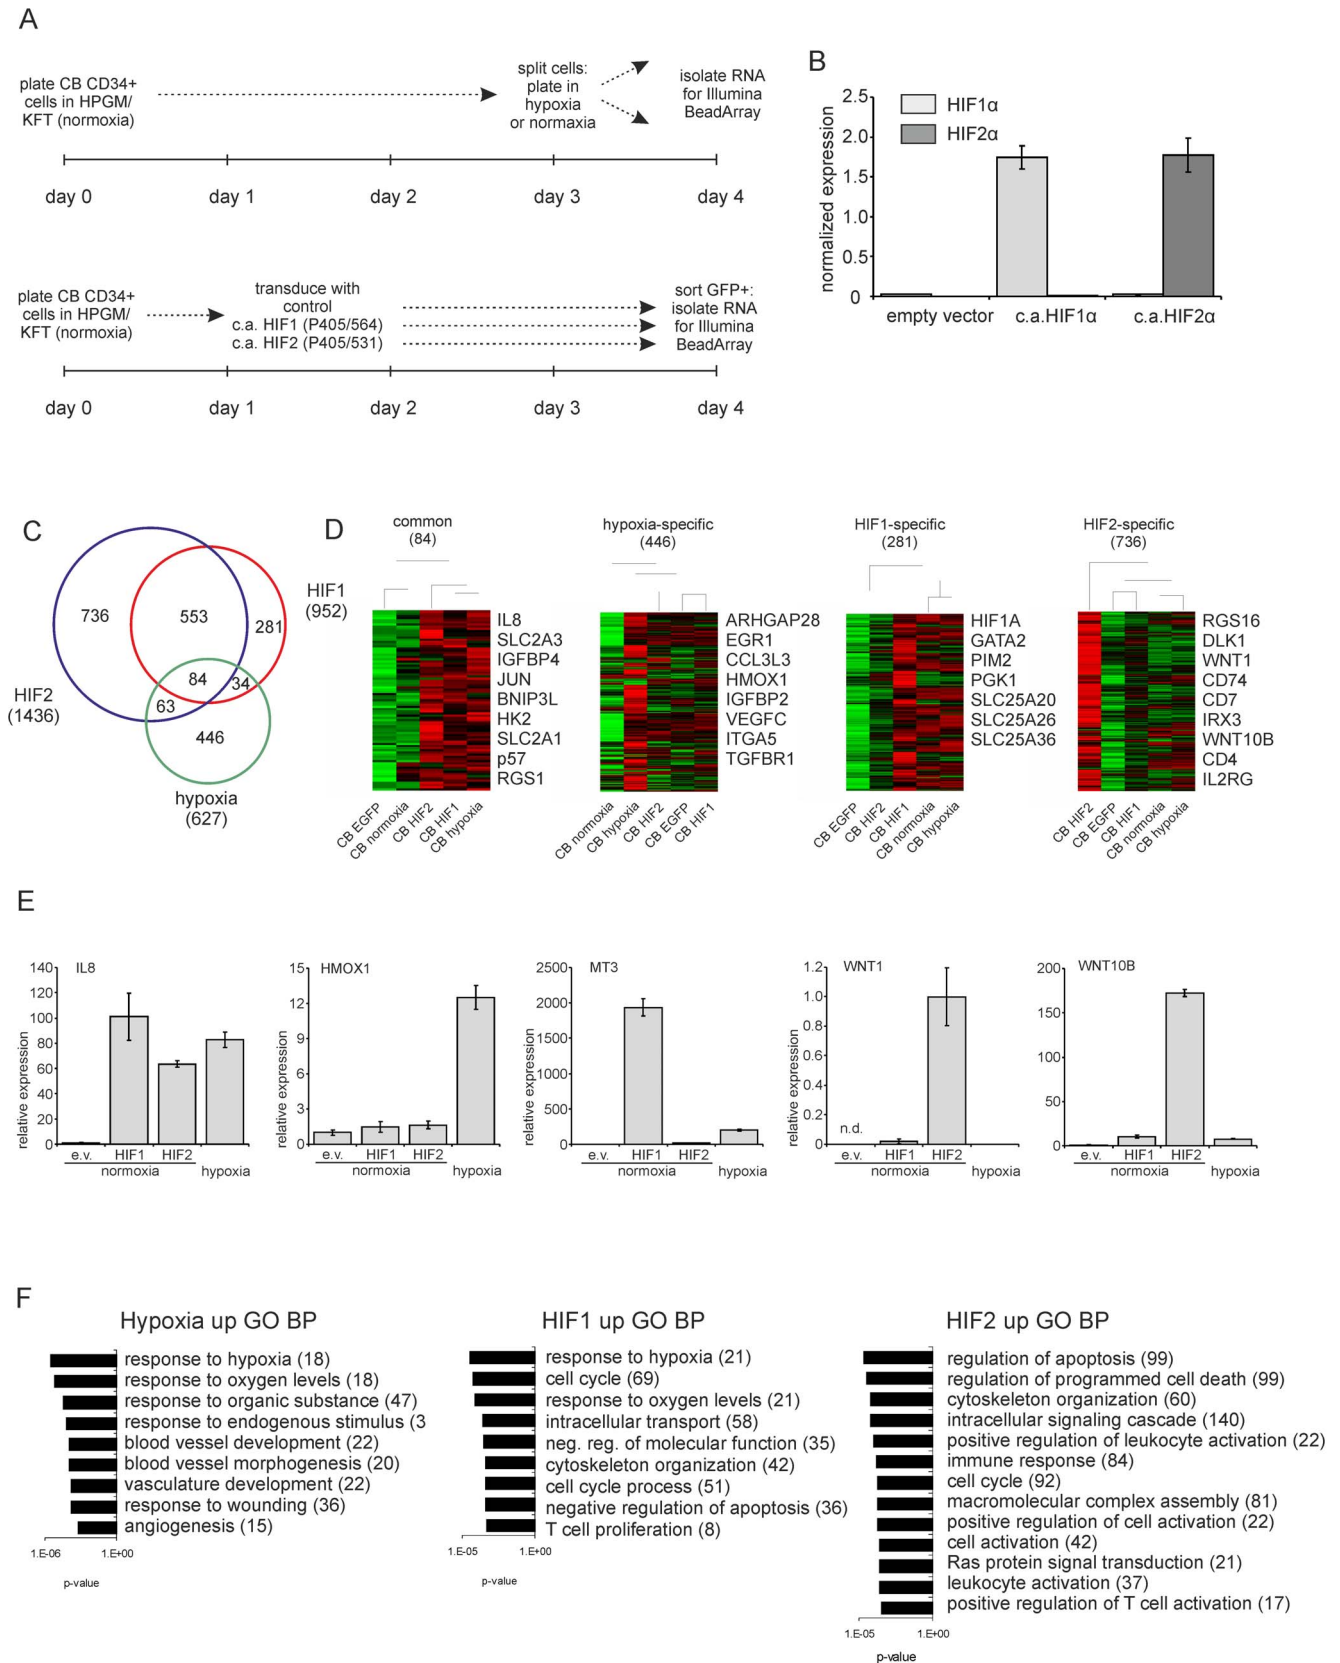 A
plate CB CD34+
cells in HPGM/
KFT (normoxia)
split cells:
plate in
hypoxia
or normaxia
isolate RNA
for Illumina
BeadArray
day 0
day 1
day 2
day 3
day 4
plate CB CD34+
cells in HPGM/
KFT (normoxia)
transduce with
control
c.a. HIF1 (P405/564)
c.a. HIF2 (P405/531)
sort GFP+:
isolate RNA
for Illumina
BeadArray
day 0
day 1
day 2
day 3
day 4
B
normalized expression
2.5
2.0
1.5
1.0
0.5
0
HIF1α
HIF2α
empty vector
c.a.HIF1α
c.a.HIF2α
C
736
553
281
84
34
63
446
HIF1
(952)
HIF2
(1436)
hypoxia
(627)
D
common
(84)
IL8
SLC2A3
IGFBP4
JUN
BNIP3L
HK2
SLC2A1
p57
RGS1
CB EGFP
CB normoxia
CB HIF2
CB HIF1
CB hypoxia
hypoxia-specific
(446)
ARHGAP28
EGR1
CCL3L3
HMOX1
IGFBP2
VEGFC
ITGA5
TGFBR1
CB normoxia
CB hypoxia
CB HIF2
CB EGFP
CB HIF1
HIF1-specific
(281)
HIF1A
GATA2
PIM2
PGK1
SLC25A20
SLC25A26
SLC25A36
CB EGFP
CB HIF2
CB HIF1
CB normoxia
CB hypoxia
HIF2-specific
(736)
RGS16
DLK1
WNT1
CD74
CD7
IRX3
WNT10B
CD4
IL2RG
CB HIF2
CB EGFP
CB HIF1
CB normoxia
CB hypoxia
E
IL8
relative expression
140
120
100
80
60
40
20
0
e.v.
HIF1
HIF2
normoxia
hypoxia
HMOX1
relative expression
15
12
9
6
3
0
e.v.
HIF1
HIF2
normoxia
hypoxia
MT3
relative expression
2500
2000
1500
1000
500
0
e.v.
HIF1
HIF2
normoxia
hypoxia
WNT1
relative expression
1.2
1.0
0.8
0.6
0.4
0.2
0
n.d.
e.v.
HIF1
HIF2
normoxia
hypoxia
WNT10B
relative expression
200
150
100
50
0
e.v.
HIF1
HIF2
normoxia
hypoxia
F
Hypoxia up GO BP
response to hypoxia (18)
response to oxygen levels (18)
response to organic substance (47)
response to endogenous stimulus (3
blood vessel development (22)
blood vessel morphogenesis (20)
vasculature development (22)
response to wounding (36)
angiogenesis (15)
1.E-06
1.E+00
p-value
HIF1 up GO BP
response to hypoxia (21)
cell cycle (69)
response to oxygen levels (21)
intracellular transport (58)
neg. reg. of molecular function (35)
cytoskeleton organization (42)
cell cycle process (51)
negative regulation of apoptosis (36)
T cell proliferation (8)
1.E-05
1.E+00
p-value
HIF2 up GO BP
regulation of apoptosis (99)
regulation of programmed cell death (99)
cytoskeleton organization (60)
intracellular signaling cascade (140)
positive regulation of leukocyte activation (22)
immune response (84)
cell cycle (92)
macromolecular complex assembly (81)
positive regulation of cell activation (22)
cell activation (42)
Ras protein signal transduction (21)
leukocyte activation (37)
positive regulation of T cell activation (17)
1.E-05
1.E+00
p-value